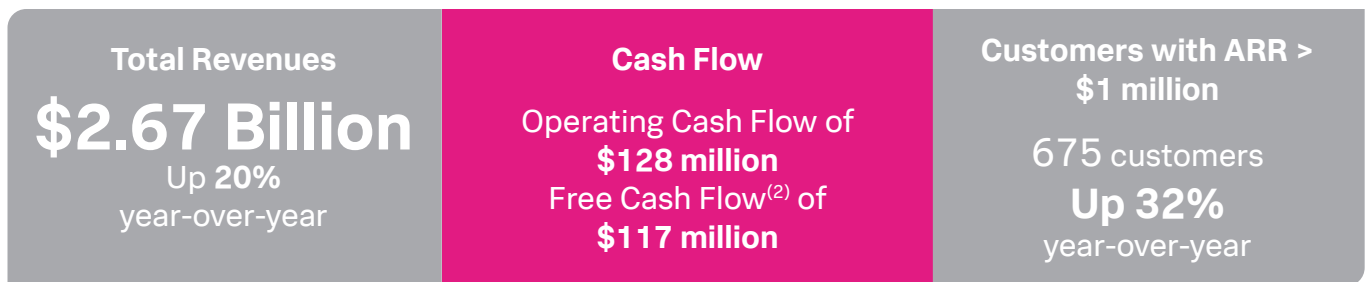 Total Revenues
$2.67 Billion
Up 20%
year-over-year
Cash Flow
Operating Cash Flow of
$128 million
Free Cash Flow(2) of
$117 million
Customers with ARR >
$1 million
675 customers
Up 32%
year-over-year